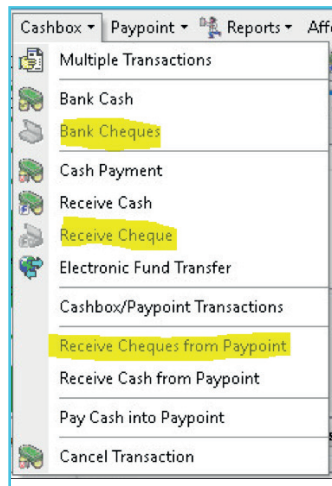 Cashbox Paypoint Reports Aff
Multiple Transactions
Bank Cash
Bank Cheques
Cash Payment
Receive Cash
Receive Cheque
Electronic Fund Transfer
Cashbox/Paypoint Transactions
Receive Cheques from Paypoint
Receive Cash from Paypoint
Pay Cash into Paypoint
Cancel Transaction